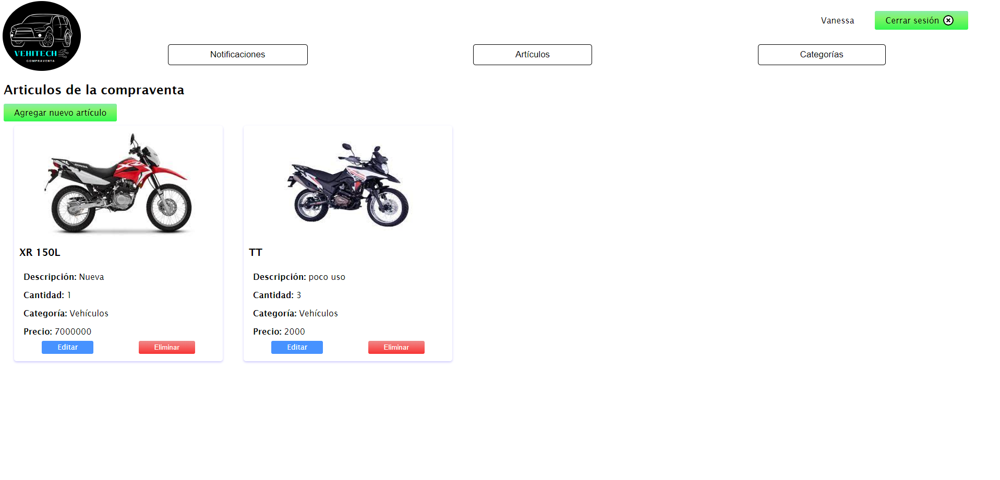 VEHITECH
COMPRAVENTA
Vanessa
Cerrar sesión
Notificaciones
Artículos
Categorías
Articulos de la compraventa
Agregar nuevo artículo
HONDA
XR 150L
Descripción: Nueva
Cantidad: 1
Categoría: Vehículos
Precio: 7000000
Editar
Eliminar
TT
Descripción: poco uso
Cantidad: 3
Categoría: Vehículos
Precio: 2000
Editar
Eliminar